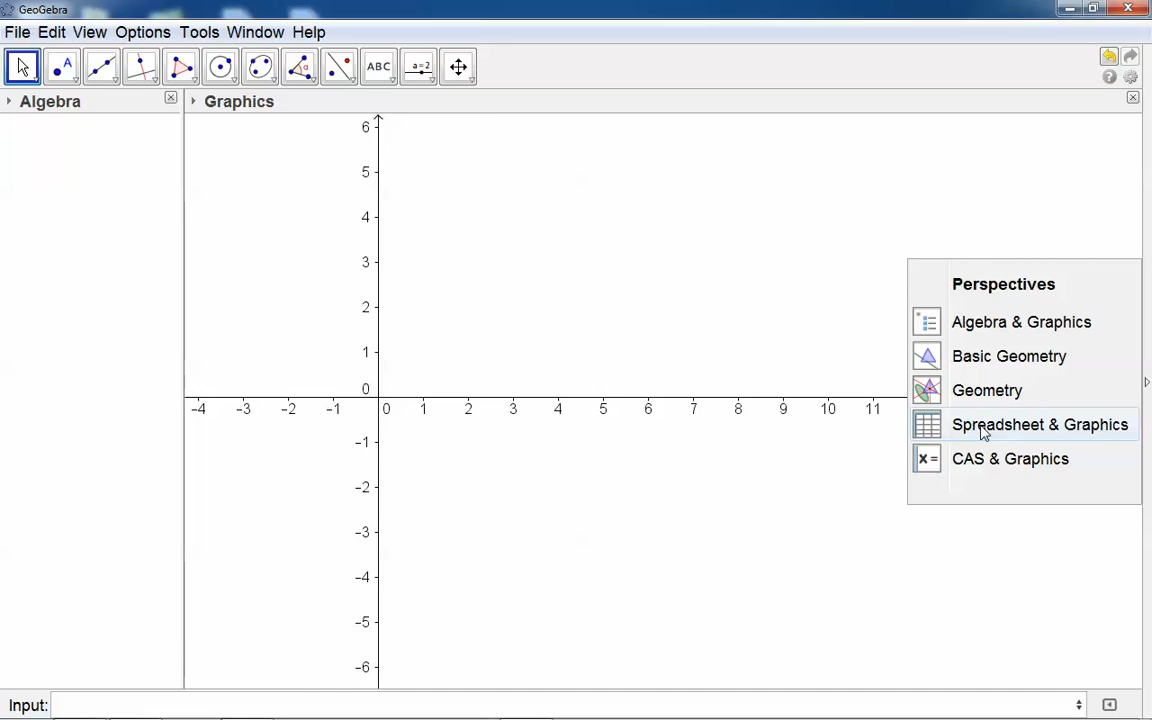 GeoGebra
File Edit View Options Tools Window Help
A α ABC a=2
Algebra Graphics
6
5
4
3
2
1
0
-4 -3 -2 -1 0 1 2 3 4 5 6 7 8 9 10 11
-1
-2
-3
-4
-5
-6
Perspectives
Algebra & Graphics
Basic Geometry
Geometry
Spreadsheet & Graphics
x= CAS & Graphics
Input: